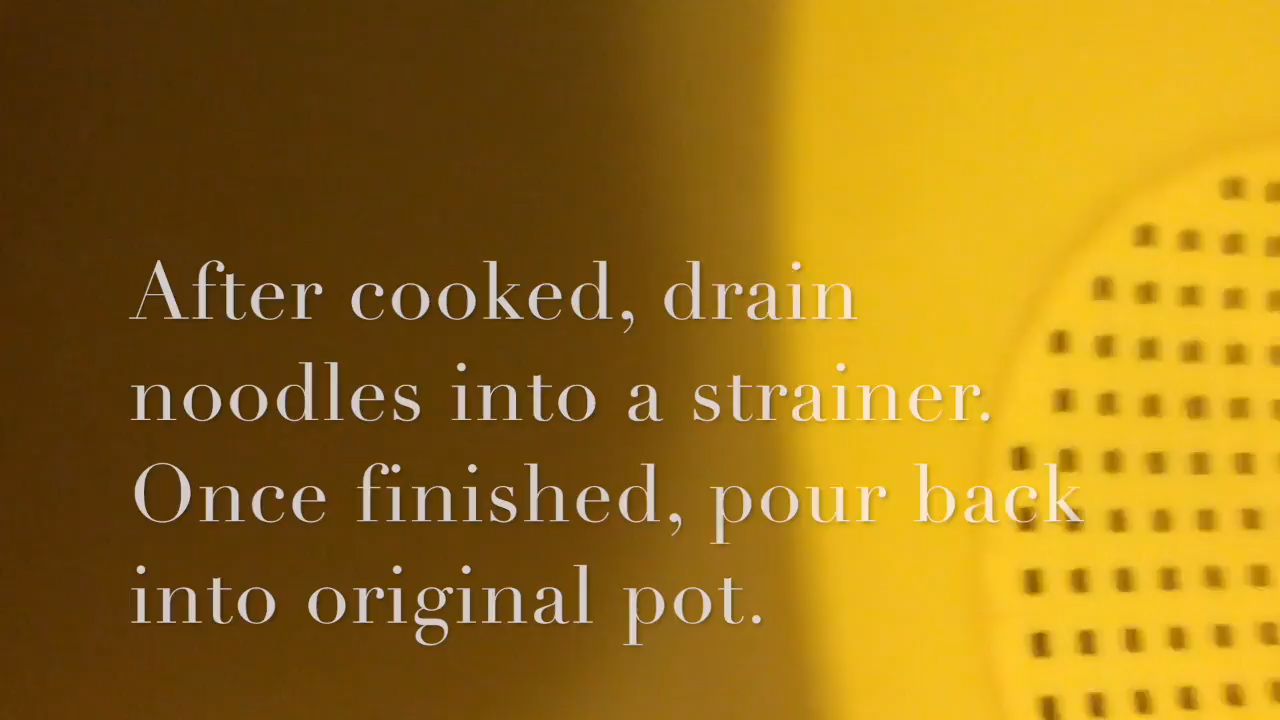 After cooked, drain
noodles into a strainer.
Once finished, pour back
into original pot.